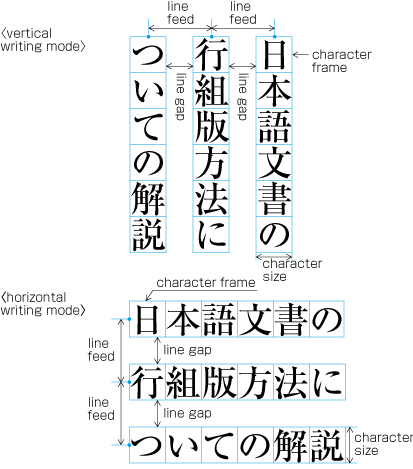 〈vertical
writing mode〉
line
feed
line
feed
character
frame
日本語文書の
line
gap
行組版方法に
line
gap
ついての解説
character
size
〈horizontal
writing mode〉
character frame
日本語文書の
line
feed
line gap
行組版方法に
line
feed
line gap
ついての解説
character
size